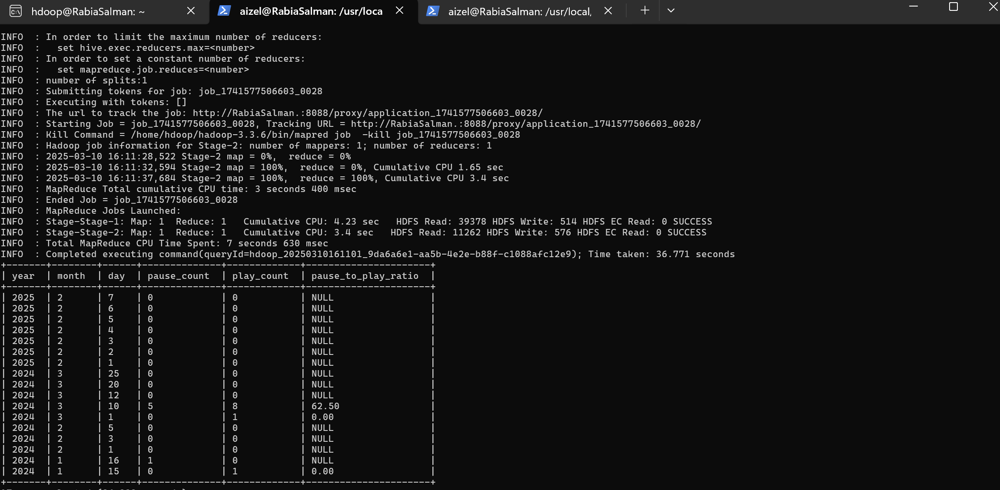 hdoop@RabiaSalman: ~
aizel@RabiaSalman: /usr/loca
aizel@RabiaSalman: /usr/local/
INFO  : In order to limit the maximum number of reducers:
INFO  :   set hive.exec.reducers.max=<number>
INFO  : In order to set a constant number of reducers:
INFO  :   set mapreduce.job.reduces=<number>
INFO  : number of splits:1
INFO  : Submitting tokens for job: job_1741577506603_0028
INFO  : Executing with tokens: []
INFO  : The url to track the job: http://RabiaSalman.:8088/proxy/application_1741577506603_0028/
INFO  : Starting Job = job_1741577506603_0028, Tracking URL = http://RabiaSalman.:8088/proxy/application_1741577506603_0028/
INFO  : Kill Command = /home/hdoop/hadoop-3.3.6/bin/mapred job  -kill job_1741577506603_0028
INFO  : Hadoop job information for Stage-2: number of mappers: 1; number of reducers: 1
INFO  : 2025-03-10 16:11:28,522 Stage-2 map = 0%,  reduce = 0%
INFO  : 2025-03-10 16:11:32,594 Stage-2 map = 100%,  reduce = 0%, Cumulative CPU 1.65 sec
INFO  : 2025-03-10 16:11:37,684 Stage-2 map = 100%,  reduce = 100%, Cumulative CPU 3.4 sec
INFO  : MapReduce Total cumulative CPU time: 3 seconds 400 msec
INFO  : Ended Job = job_1741577506603_0028
INFO  : MapReduce Jobs Launched:
INFO  : Stage-Stage-1: Map: 1  Reduce: 1   Cumulative CPU: 4.23 sec   HDFS Read: 39378 HDFS Write: 514 HDFS EC Read: 0 SUCCESS
INFO  : Stage-Stage-2: Map: 1  Reduce: 1   Cumulative CPU: 3.4 sec   HDFS Read: 11262 HDFS Write: 576 HDFS EC Read: 0 SUCCESS
INFO  : Total MapReduce CPU Time Spent: 7 seconds 630 msec
INFO  : Completed executing command(queryId=hdoop_20250310161101_9da6a6e1-aa5b-4e2e-b88f-c1088afc12e9); Time taken: 36.771 seconds
+-------+--------+------+--------------+-------------+----------------------+
| year  | month  | day  | pause_count  | play_count  | pause_to_play_ratio  |
+-------+--------+------+--------------+-------------+----------------------+
| 2025  | 2      | 7    | 0            | 0           | NULL                 |
| 2025  | 2      | 6    | 0            | 0           | NULL                 |
| 2025  | 2      | 5    | 0            | 0           | NULL                 |
| 2025  | 2      | 4    | 0            | 0           | NULL                 |
| 2025  | 2      | 3    | 0            | 0           | NULL                 |
| 2025  | 2      | 2    | 0            | 0           | NULL                 |
| 2025  | 2      | 1    | 0            | 0           | NULL                 |
| 2024  | 3      | 25   | 0            | 0           | NULL                 |
| 2024  | 3      | 20   | 0            | 0           | NULL                 |
| 2024  | 3      | 12   | 0            | 0           | NULL                 |
| 2024  | 3      | 10   | 5            | 8           | 62.50                |
| 2024  | 3      | 1    | 0            | 1           | 0.00                 |
| 2024  | 2      | 5    | 0            | 0           | NULL                 |
| 2024  | 2      | 3    | 0            | 0           | NULL                 |
| 2024  | 2      | 1    | 0            | 0           | NULL                 |
| 2024  | 1      | 16   | 1            | 0           | NULL                 |
| 2024  | 1      | 15   | 0            | 1           | 0.00                 |
+-------+--------+------+--------------+-------------+----------------------+